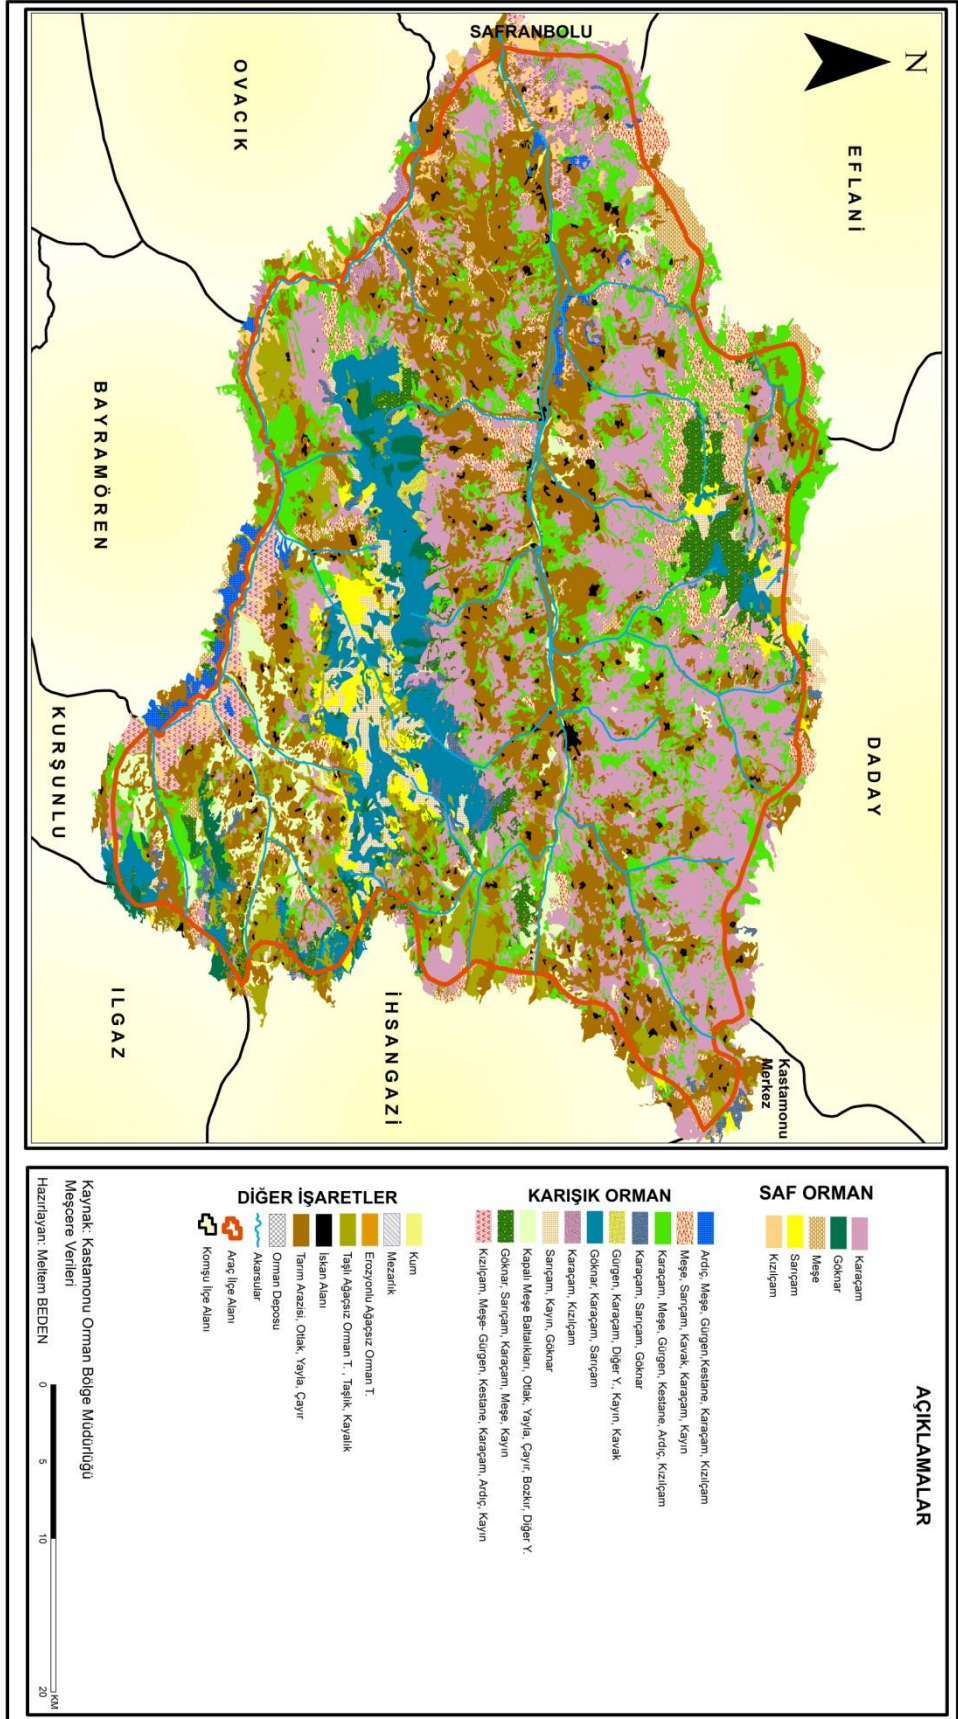 N
SAFRANBOLU
EFLANİ
OVACIK
DADAY
BAYRAMÖREN
KURŞUNLU
ILGAZ
İHSANGAZİ
Kastamonu
Merkez
AÇIKLAMALAR
SAF ORMAN
Karaçam
Göknar
Meşe
Sarıçam
Kızılçam
KARIŞIK ORMAN
Ardıç, Meşe, Gürgen,Kestane, Karaçam, Kızılçam
Meşe, Sarıçam, Kavak, Karaçam, Kayın
Karaçam, Meşe, Gürgen, Kestane, Ardıç, Kızılçam
Karaçam, Sarıçam, Göknar
Gürgen, Karaçam, Diğer Y., Kayın, Kavak
Göknar, Karaçam, Sarıçam
Karaçam, Kızılçam
Sarıçam, Kayın, Göknar
Kapalı Meşe Baltalıkları, Otlak, Yayla, Çayır, Bozkır, Diğer Y.
Göknar, Sarıçam, Karaçam, Meşe, Kayın
Kızılçam, Meşe- Gürgen, Kestane, Karaçam, Ardıç, Kayın
DİĞER İŞARETLER
Kum
Mezarlık
Erozyonlu Ağaçsız Orman T.
Taşlı Ağaçsız Orman T. , Taşlık, Kayalık
İskan Alanı
Tarım Arazisi, Otlak, Yayla, Çayır
Orman Deposu
Akarsular
Araç İlçe Alanı
Komşu İlçe Alanı
Kaynak: Kastamonu Orman Bölge Müdürlüğü
Meşcere Verileri
Hazırlayan: Meltem BEDEN
0 5 10 20
KM